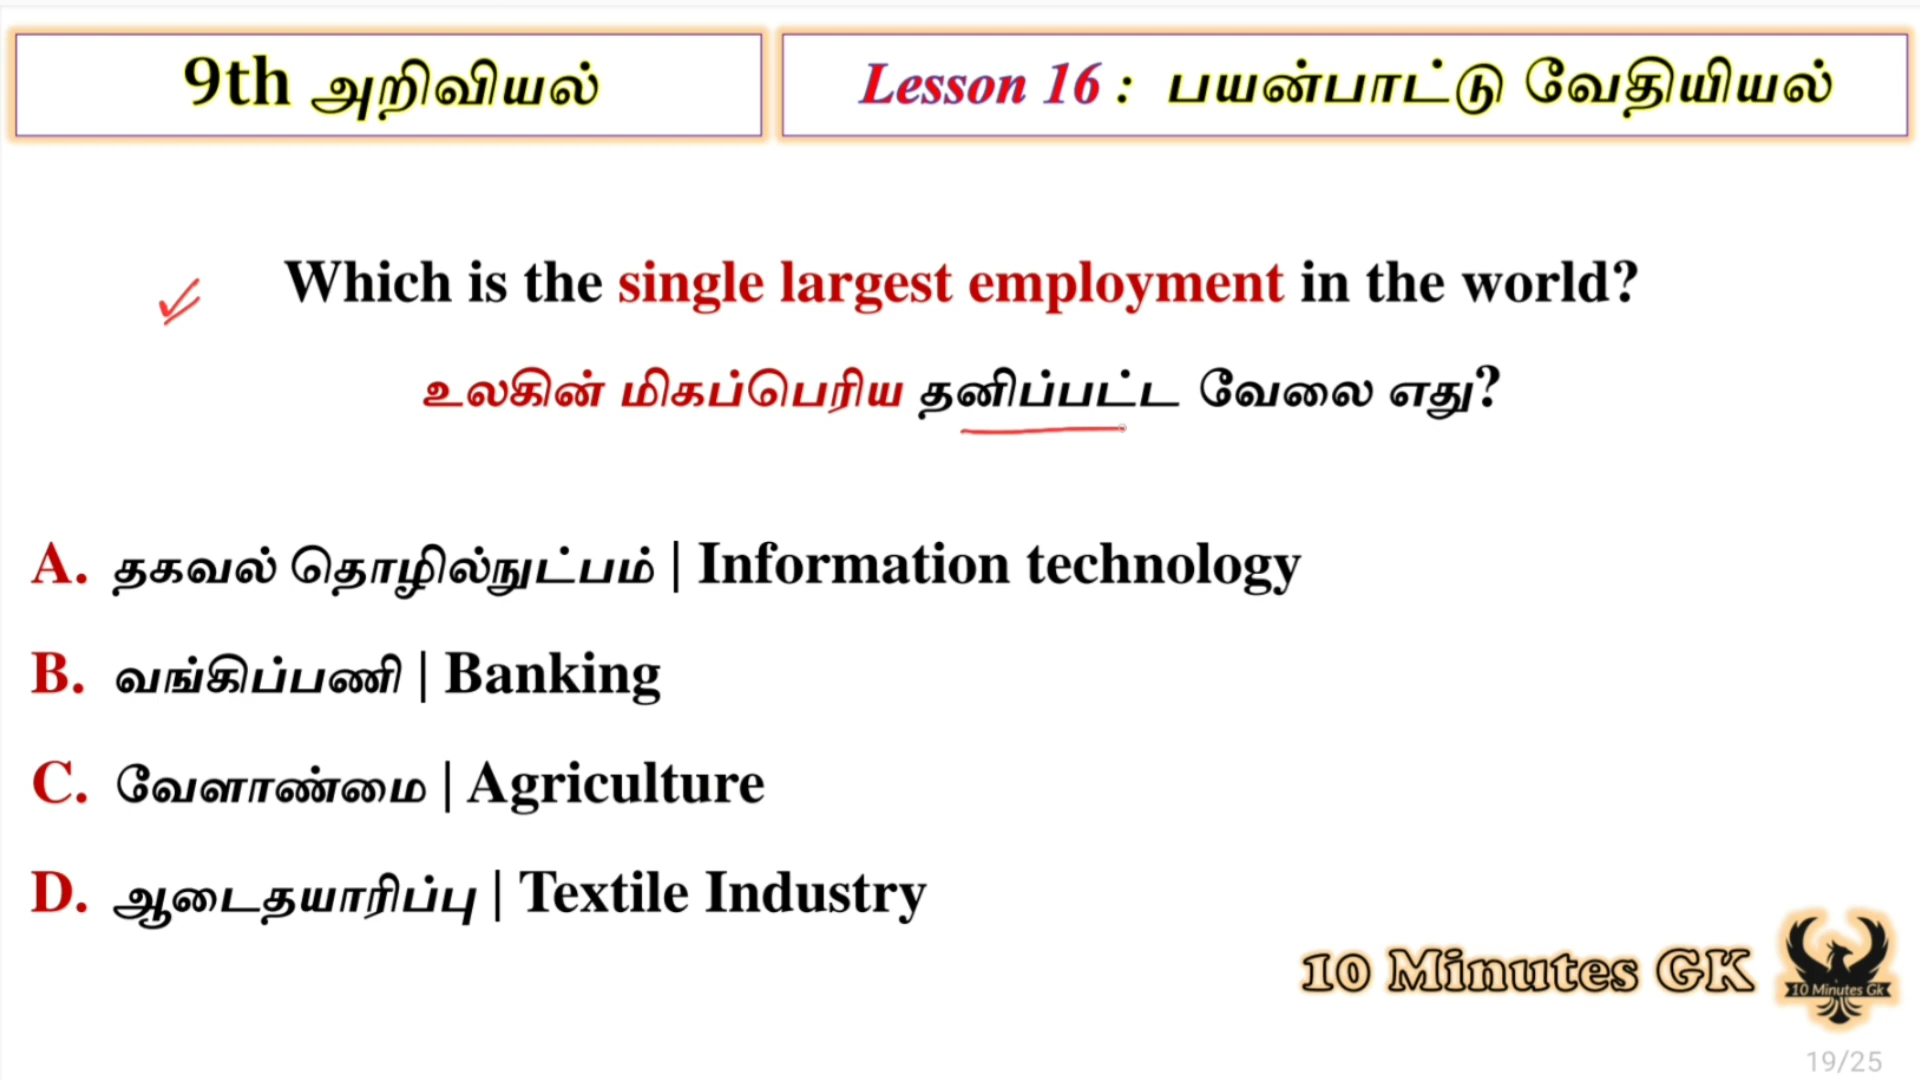 9th அறிவியல்
Lesson 16 : பயன்பாட்டு வேதியியல்
Which is the single largest employment in the world?
உலகின் மிகப்பெரிய தனிப்பட்ட வேலை எது?
A. தகவல் தொழில்நுட்பம் | Information technology
B. வங்கிப்பணி | Banking
C. வேளாண்மை | Agriculture
D. ஆடைதயாரிப்பு | Textile Industry
10 Minutes GK
10 Minutes Gk
19/25